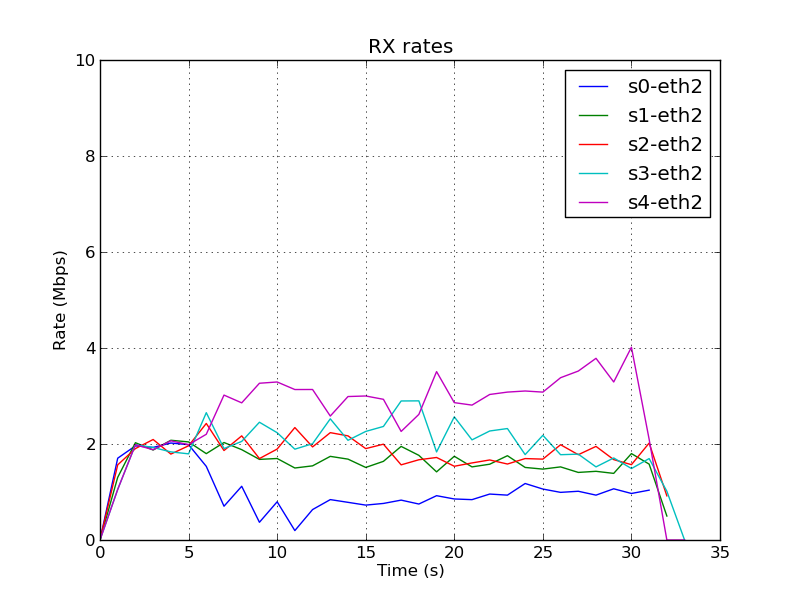 RX rates
10
8
6
4
2
0
Rate (Mbps)
s0-eth2
s1-eth2
s2-eth2
s3-eth2
s4-eth2
0 5 10 15 20 25 30 35
Time (s)